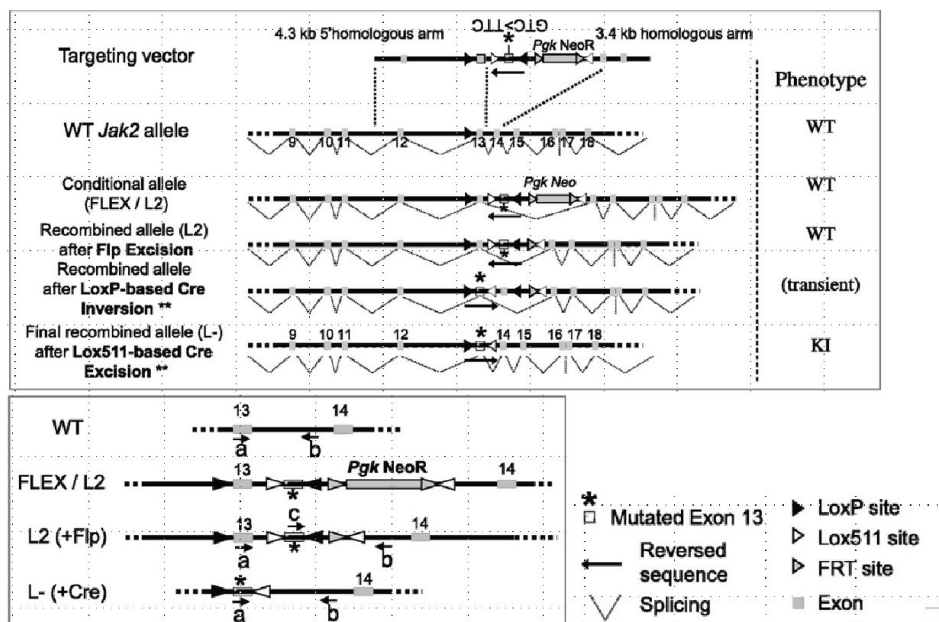 GTC>TTC
4.3 kb 5'homologous arm
*
Pgk NeoR
3.4 kb homologous arm
Targeting vector
Phenotype
WT Jak2 allele
9 10 11 12 13 14 15 16 17 18
WT
Conditional allele
(FLEX / L2)
Pgk Neo
*
WT
Recombined allele (L2)
after Flp Excision
*
WT
Recombined allele
after LoxP-based Cre
Inversion **
*
(transient)
Final recombined allele (L-)
after Lox511-based Cre
Excision **
9 10 11 12 * 14 15 16 17 18
KI
WT
13 14
a b
FLEX / L2
13 Pgk NeoR 14
*
L2 (+Flp)
13 c 14
a * b
L- (+Cre)
* 14
a b
*
Mutated Exon 13
Reversed
sequence
Splicing
LoxP site
Lox511 site
FRT site
Exon